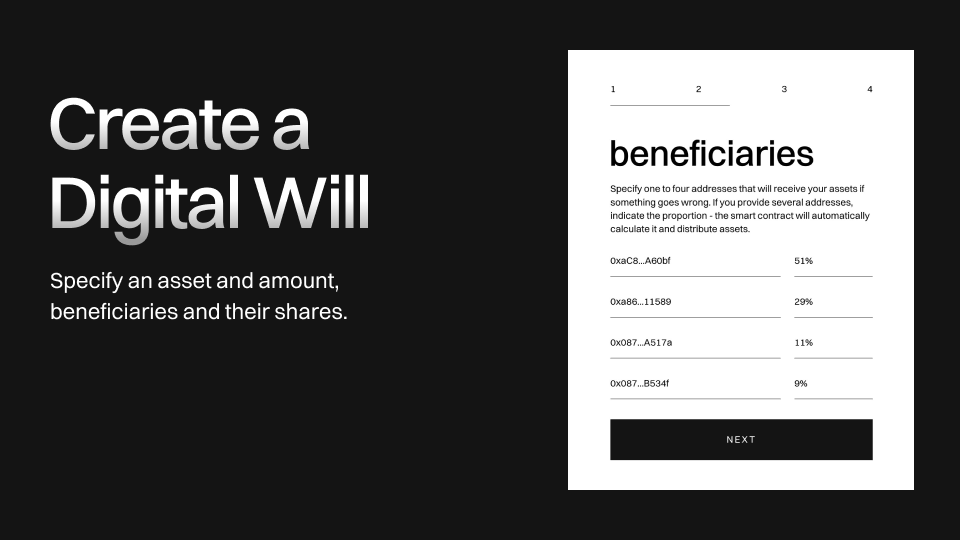 Create a
Digital Will
Specify an asset and amount,
beneficiaries and their shares.
1 2 3 4
beneficiaries
Specify one to four addresses that will receive your assets if
something goes wrong. If you provide several addresses,
indicate the proportion - the smart contract will automatically
calculate it and distribute assets.
0xaC8...A60bf 51%
0xa86...11589 29%
0x087...A517a 11%
0x087...B534f 9%
NEXT